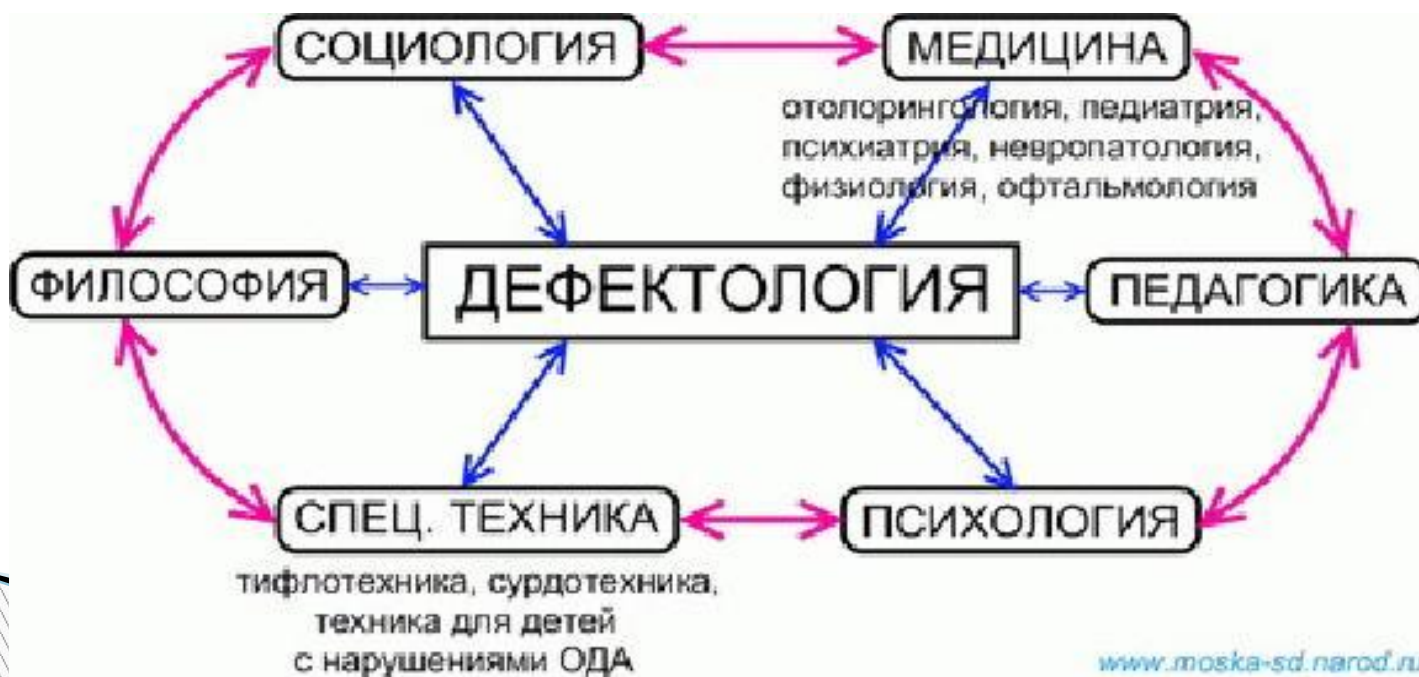 СОЦИОЛОГИЯ
МЕДИЦИНА
отолорингология, педиатрия,
психиатрия, невропатология,
физиология, офтальмология
ФИЛОСОФИЯ
ДЕФЕКТОЛОГИЯ
ПЕДАГОГИКА
СПЕЦ. ТЕХНИКА
ПСИХОЛОГИЯ
тифлотехника, сурдотехника,
техника для детей
с нарушениями ОДА
www.moska-sd.narod.ru